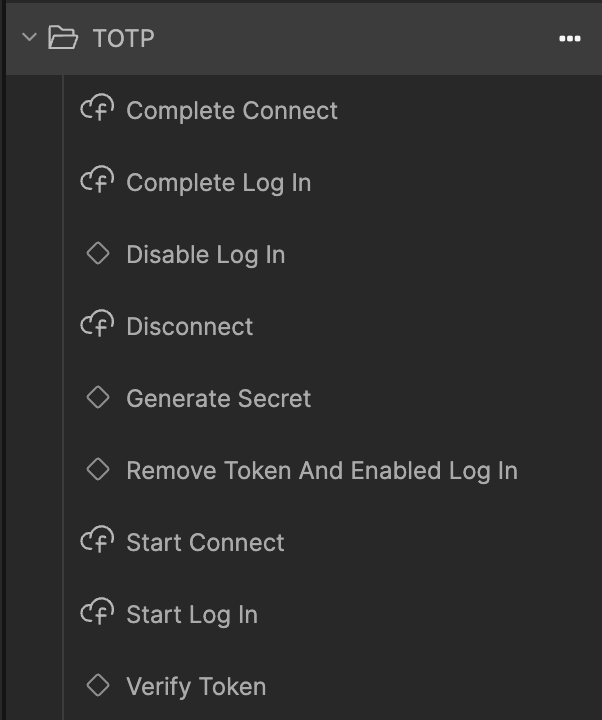 TOTP
Complete Connect
Complete Log In
Disable Log In
Disconnect
Generate Secret
Remove Token And Enabled Log In
Start Connect
Start Log In
Verify Token